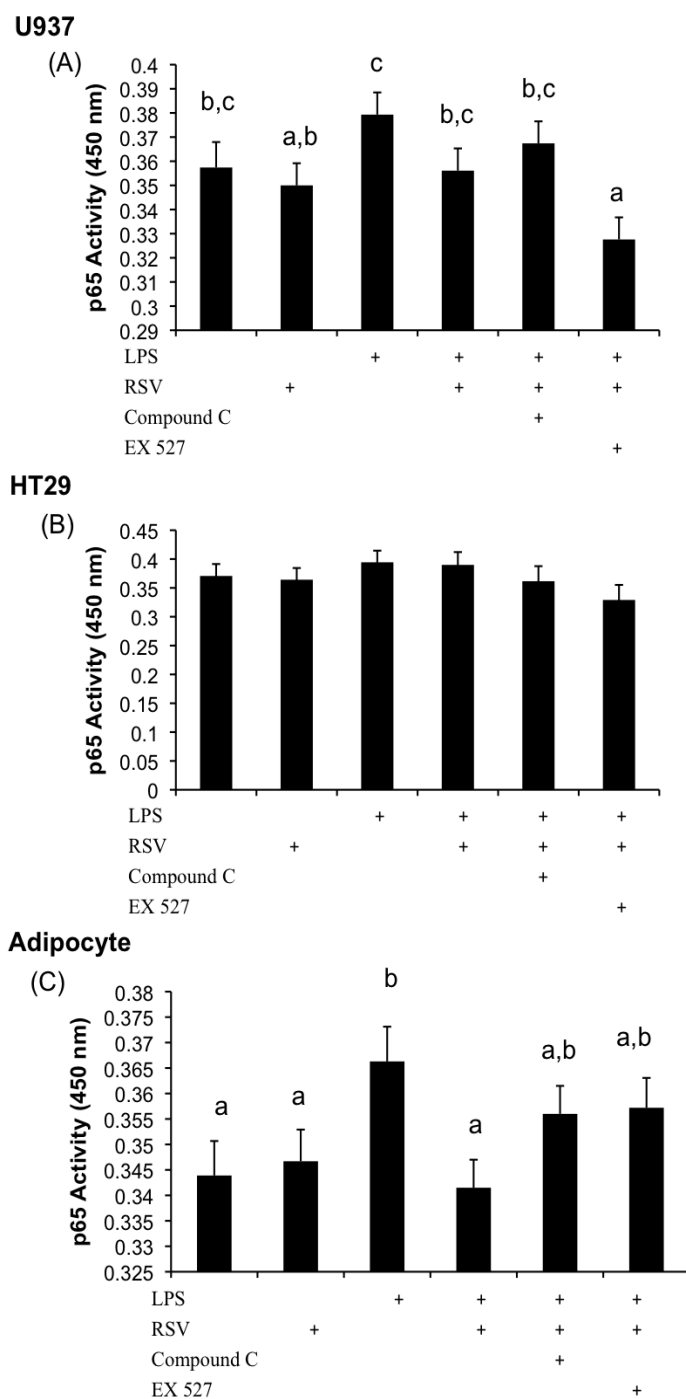 U937
(A)
p65 Activity (450 nm)
0.4
0.39
0.38
0.37
0.36
0.35
0.34
0.33
0.32
0.31
0.3
0.29
b,c
a,b
c
b,c
b,c
a
LPS + + + +
RSV + + + +
Compound C +
EX 527 +
HT29
(B)
p65 Activity (450 nm)
0.45
0.4
0.35
0.3
0.25
0.2
0.15
0.1
0.05
0
LPS + + + +
RSV + + + +
Compound C +
EX 527 +
Adipocyte
(C)
p65 Activity (450 nm)
0.38
0.375
0.37
0.365
0.36
0.355
0.35
0.345
0.34
0.335
0.33
0.325
a
a
b
a
a,b
a,b
LPS + + + +
RSV + + + +
Compound C +
EX 527 +